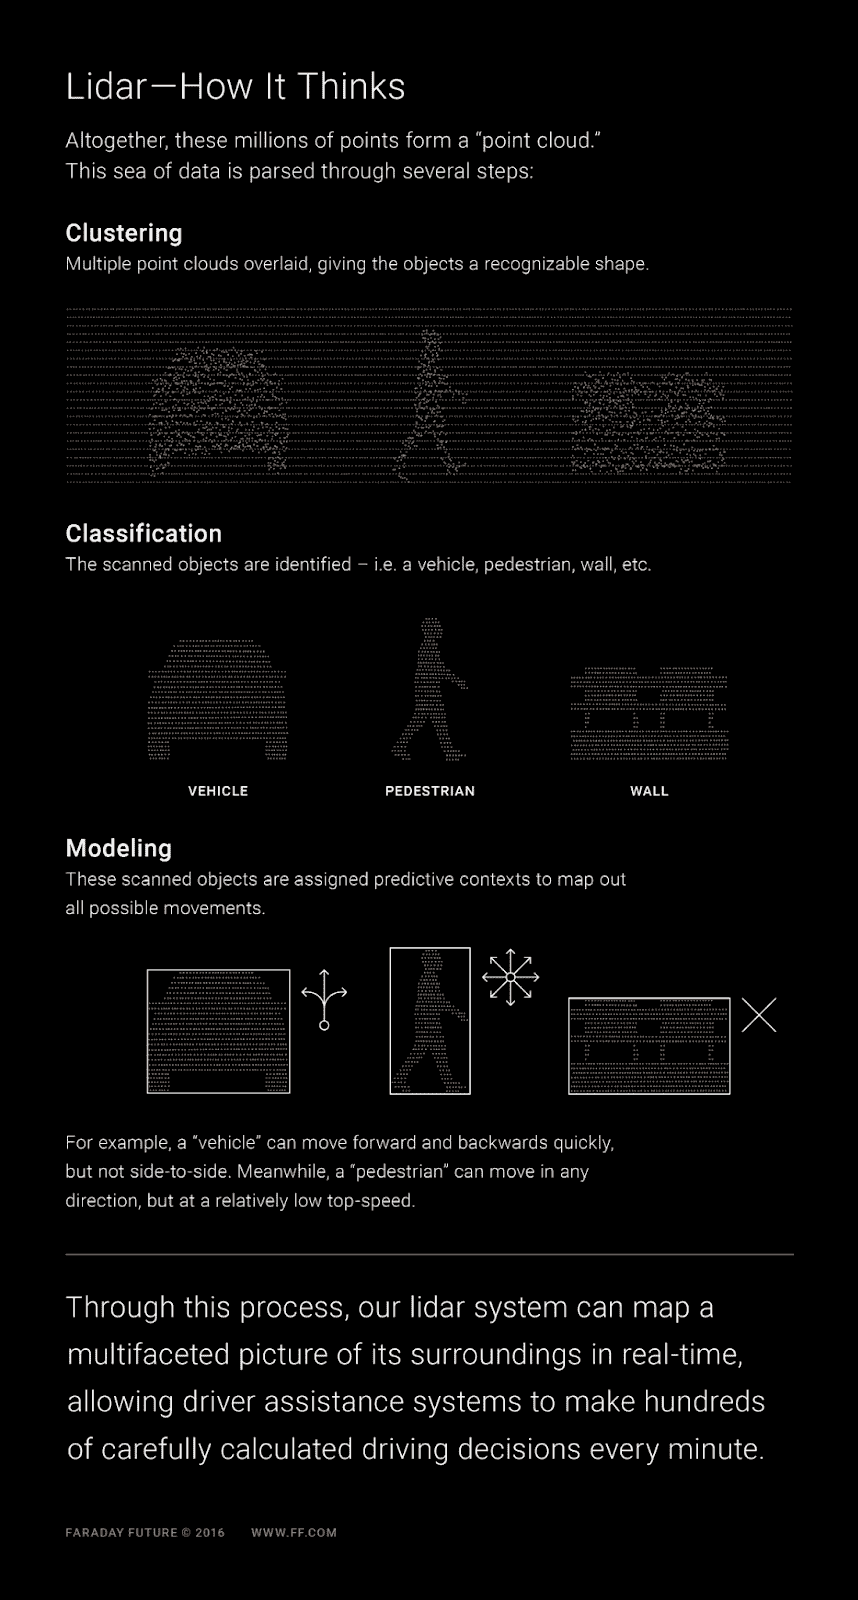 Lidar—How It Thinks
Altogether, these millions of points form a “point cloud.”
This sea of data is parsed through several steps:
Clustering
Multiple point clouds overlaid, giving the objects a recognizable shape.
Classification
The scanned objects are identified – i.e. a vehicle, pedestrian, wall, etc.
VEHICLE PEDESTRIAN WALL
Modeling
These scanned objects are assigned predictive contexts to map out
all possible movements.
For example, a “vehicle” can move forward and backwards quickly,
but not side-to-side. Meanwhile, a “pedestrian” can move in any
direction, but at a relatively low top-speed.
Through this process, our lidar system can map a
multifaceted picture of its surroundings in real-time,
allowing driver assistance systems to make hundreds
of carefully calculated driving decisions every minute.
FARADAY FUTURE © 2016 WWW.FF.COM